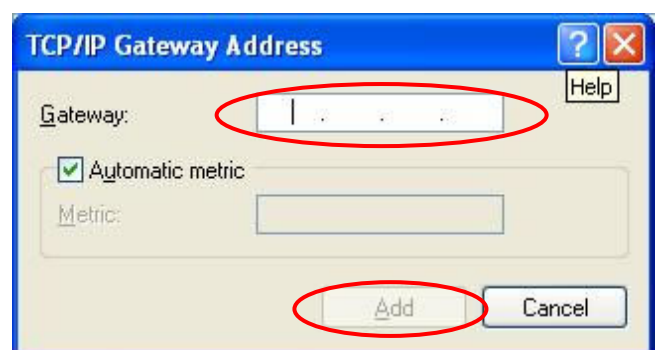 TCP/IP Gateway Address
Help
Gateway:
. . .
Automatic metric
Metric:
Add Cancel